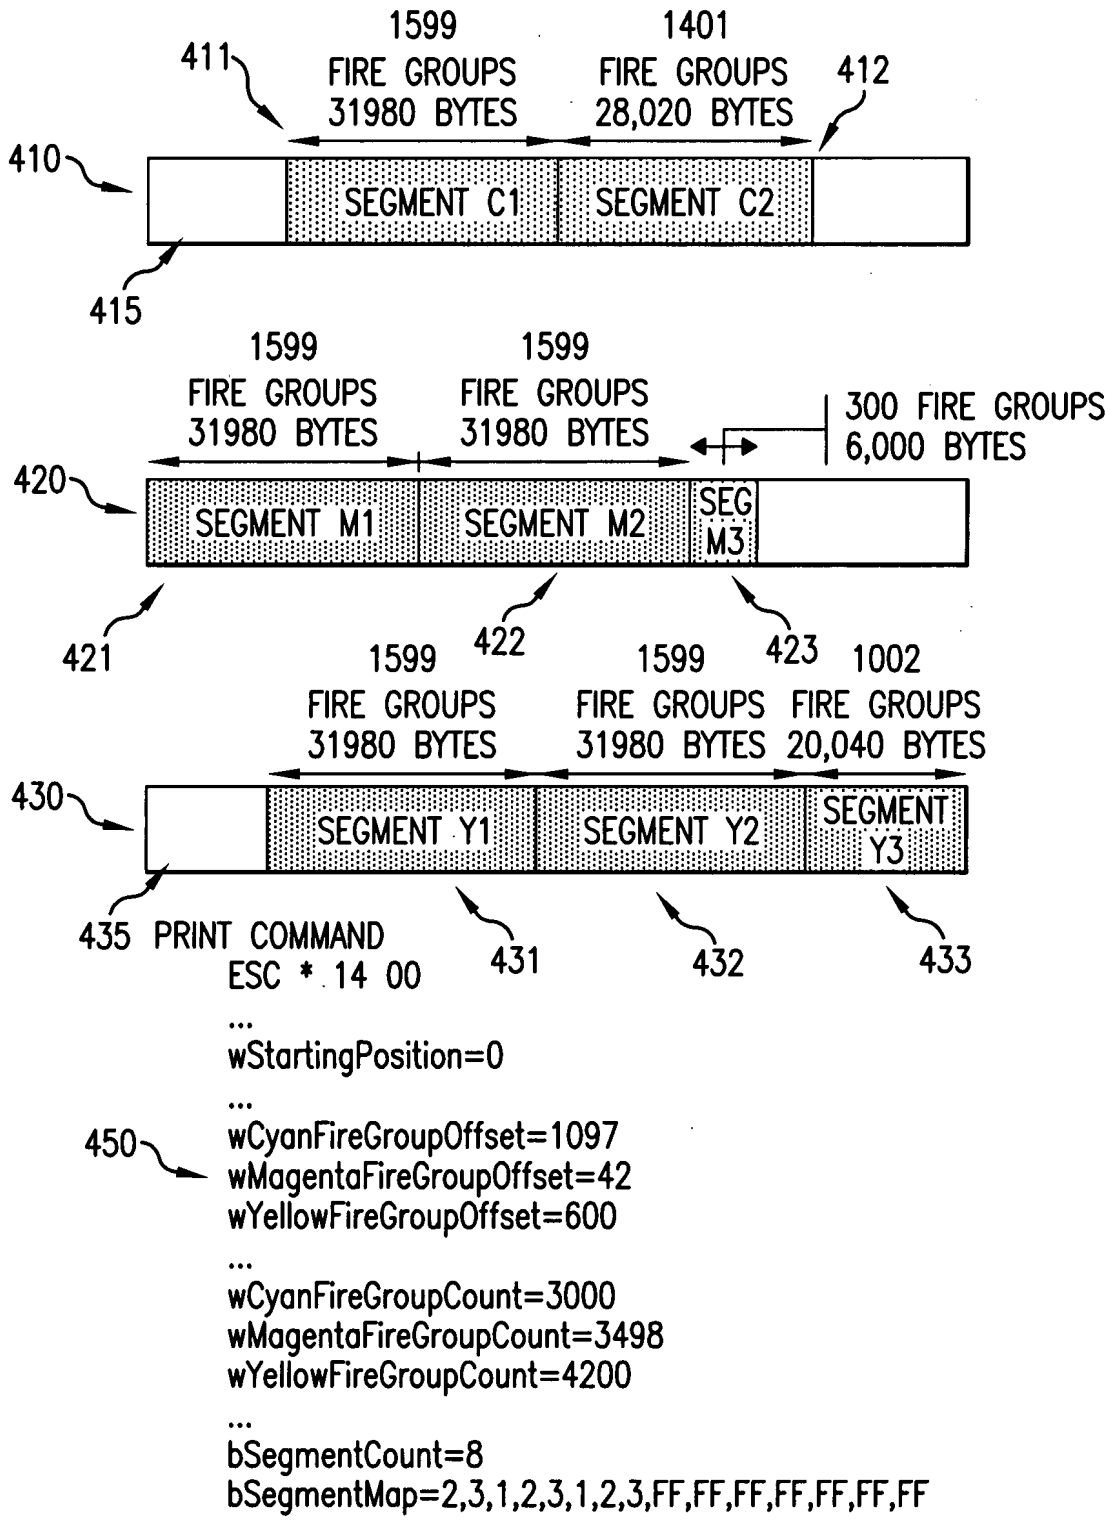 1599
FIRE GROUPS
31980 BYTES
1401
FIRE GROUPS
28,020 BYTES
411
412
410
SEGMENT C1
SEGMENT C2
415
1599
FIRE GROUPS
31980 BYTES
1599
FIRE GROUPS
31980 BYTES
300 FIRE GROUPS
6,000 BYTES
420
SEGMENT M1
SEGMENT M2
SEG
M3
421
422
423
1599
FIRE GROUPS
31980 BYTES
1599
FIRE GROUPS
31980 BYTES
1002
FIRE GROUPS
20,040 BYTES
430
SEGMENT Y1
SEGMENT Y2
SEGMENT
Y3
435
431
432
433
PRINT COMMAND
ESC * 14 00
...
wStartingPosition=0
...
450
wCyanFireGroupOffset=1097
wMagentaFireGroupOffset=42
wYellowFireGroupOffset=600
...
wCyanFireGroupCount=3000
wMagentaFireGroupCount=3498
wYellowFireGroupCount=4200
...
bSegmentCount=8
bSegmentMap=2,3,1,2,3,1,2,3,FF,FF,FF,FF,FF,FF,FF